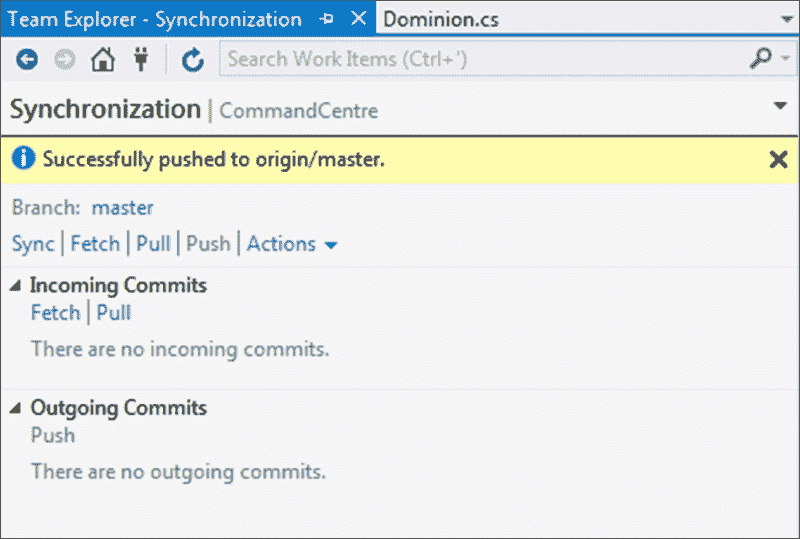 Team Explorer - Synchronization Dominion.cs
Search Work Items (Ctrl+')
Synchronization | CommandCentre
Successfully pushed to origin/master.
Branch: master
Sync | Fetch | Pull | Push | Actions
Incoming Commits
Fetch | Pull
There are no incoming commits.
Outgoing Commits
Push
There are no outgoing commits.